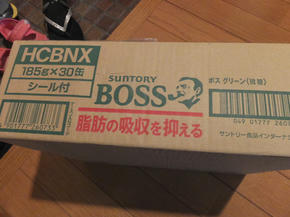 HCBNX
185g×30缶
シール付
SUNTORY
BOSS
脂肪の吸収を抑える
ボス グリーン(微糖)
サントリー食品インターナ